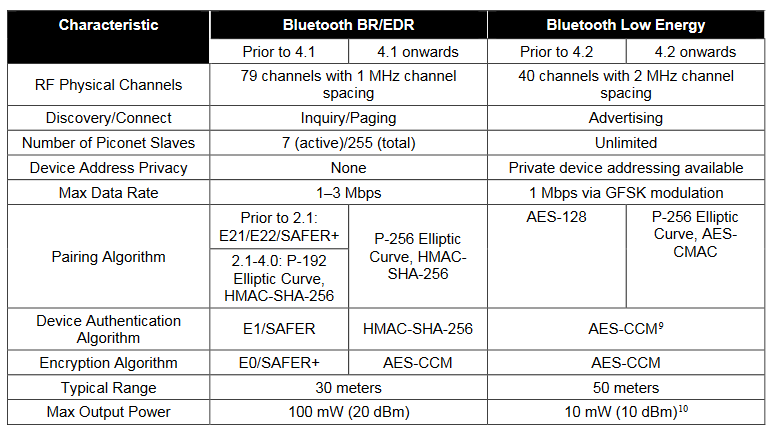 Characteristic Bluetooth BR/EDR Bluetooth Low Energy
Prior to 4.1 4.1 onwards Prior to 4.2 4.2 onwards
RF Physical Channels 79 channels with 1 MHz channel spacing 40 channels with 2 MHz channel spacing
Discovery/Connect Inquiry/Paging Advertising
Number of Piconet Slaves 7 (active)/255 (total) Unlimited
Device Address Privacy None Private device addressing available
Max Data Rate 1–3 Mbps 1 Mbps via GFSK modulation
Pairing Algorithm Prior to 2.1: E21/E22/SAFER+ 2.1-4.0: P-192 Elliptic Curve, HMAC-SHA-256 P-256 Elliptic Curve, HMAC-SHA-256 AES-128 P-256 Elliptic Curve, AES-CMAC
Device Authentication Algorithm E1/SAFER HMAC-SHA-256 AES-CCM⁹
Encryption Algorithm E0/SAFER+ AES-CCM AES-CCM
Typical Range 30 meters 50 meters
Max Output Power 100 mW (20 dBm) 10 mW (10 dBm)¹⁰